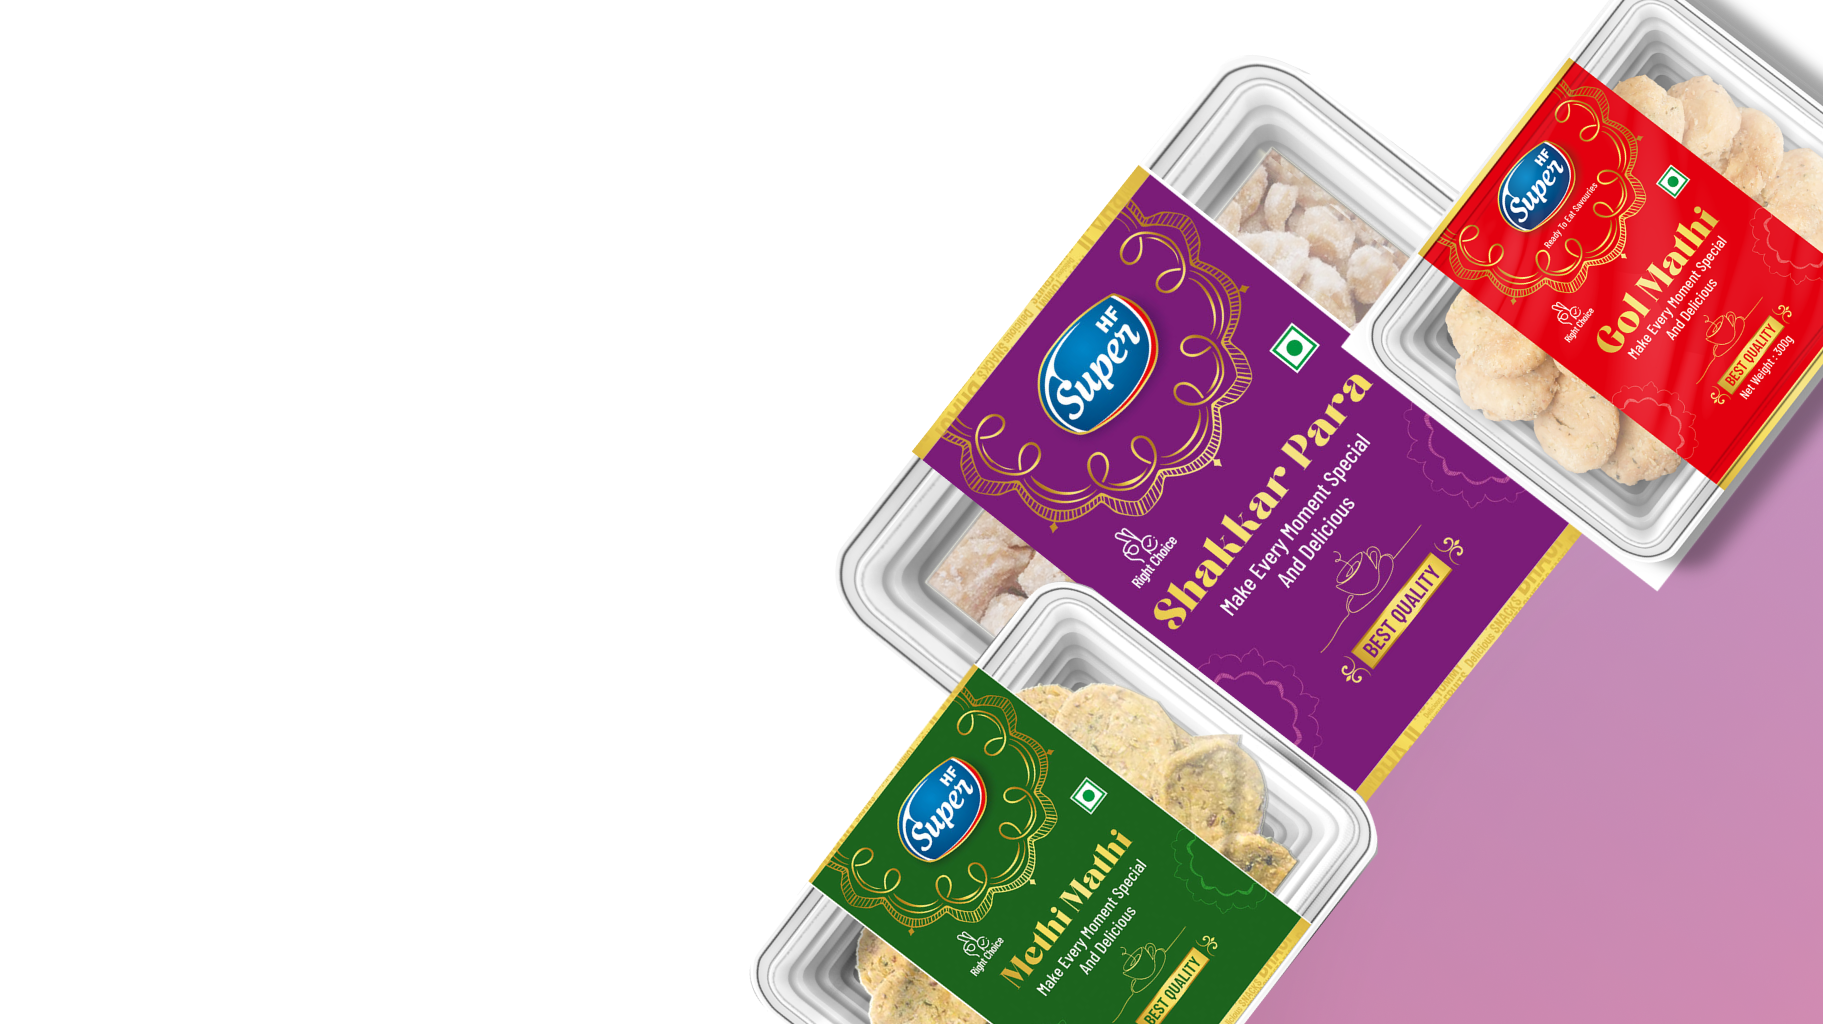 HF
Super
Ready To Eat Savouries
Right Choice
Gol Mathi
Make Every Moment Special
And Delicious
BEST QUALITY
Net Weight : 300g
HF
Super
Right Choice
Shakkar Para
Make Every Moment Special
And Delicious
BEST QUALITY
Delicious SNACKS
HF
Super
Right Choice
Methi Mathi
Make Every Moment Special
And Delicious
BEST QUALITY